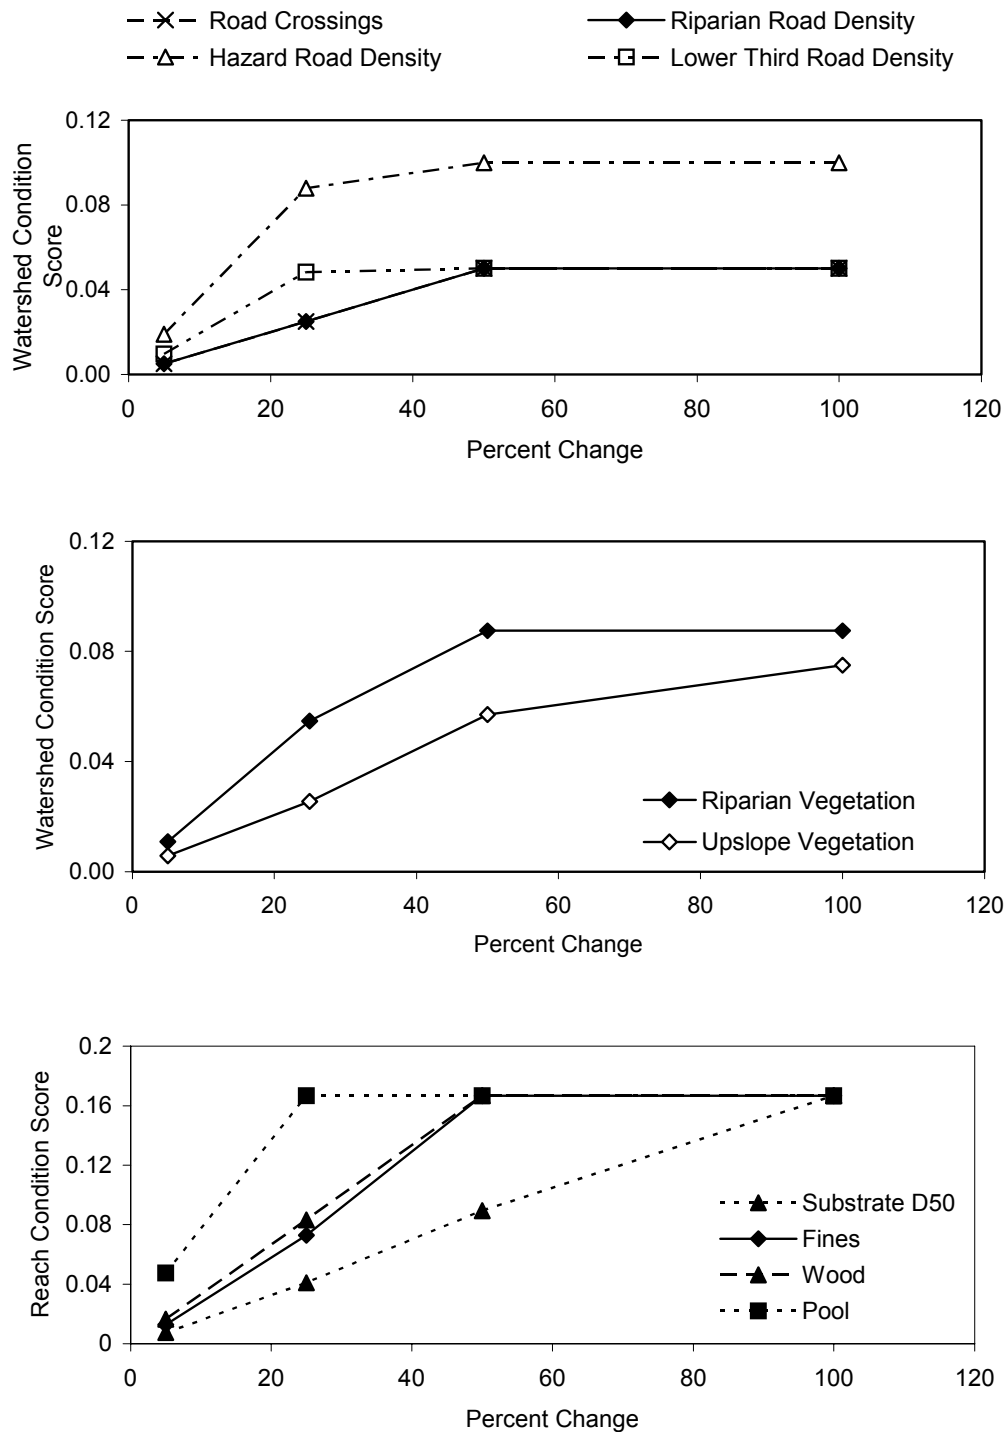 Road Crossings Riparian Road Density
Hazard Road Density Lower Third Road Density
0.12
0.08
0.04
0.00
0 20 40 60 80 100 120
Watershed Condition
Score
Percent Change
0.12
0.08
0.04
0.00
0 20 40 60 80 100 120
Watershed Condition Score
Riparian Vegetation
Upslope Vegetation
Percent Change
0.2
0.16
0.12
0.08
0.04
0
0 20 40 60 80 100 120
Reach Condition Score
Substrate D50
Fines
Wood
Pool
Percent Change